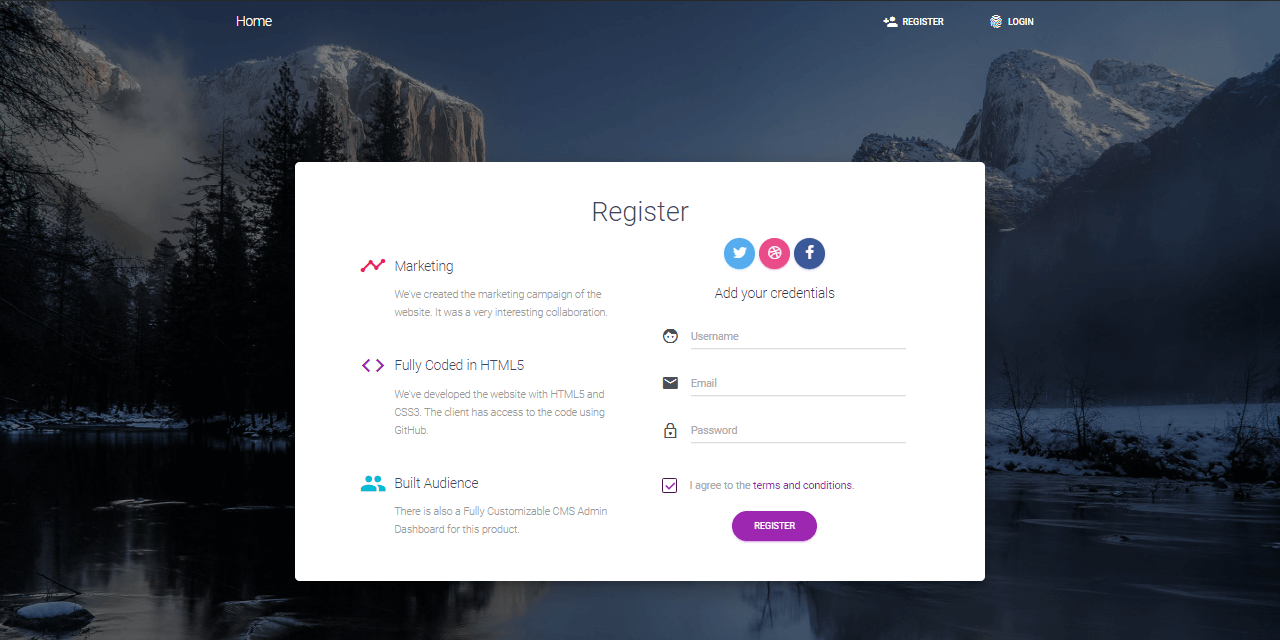 Home
REGISTER
LOGIN
Register
Marketing
We've created the marketing campaign of the
website. It was a very interesting collaboration.
Fully Coded in HTML5
We've developed the website with HTML5 and
CSS3. The client has access to the code using
GitHub.
Built Audience
There is also a Fully Customizable CMS Admin
Dashboard for this product.
Add your credentials
Username
Email
Password
I agree to the terms and conditions.
REGISTER